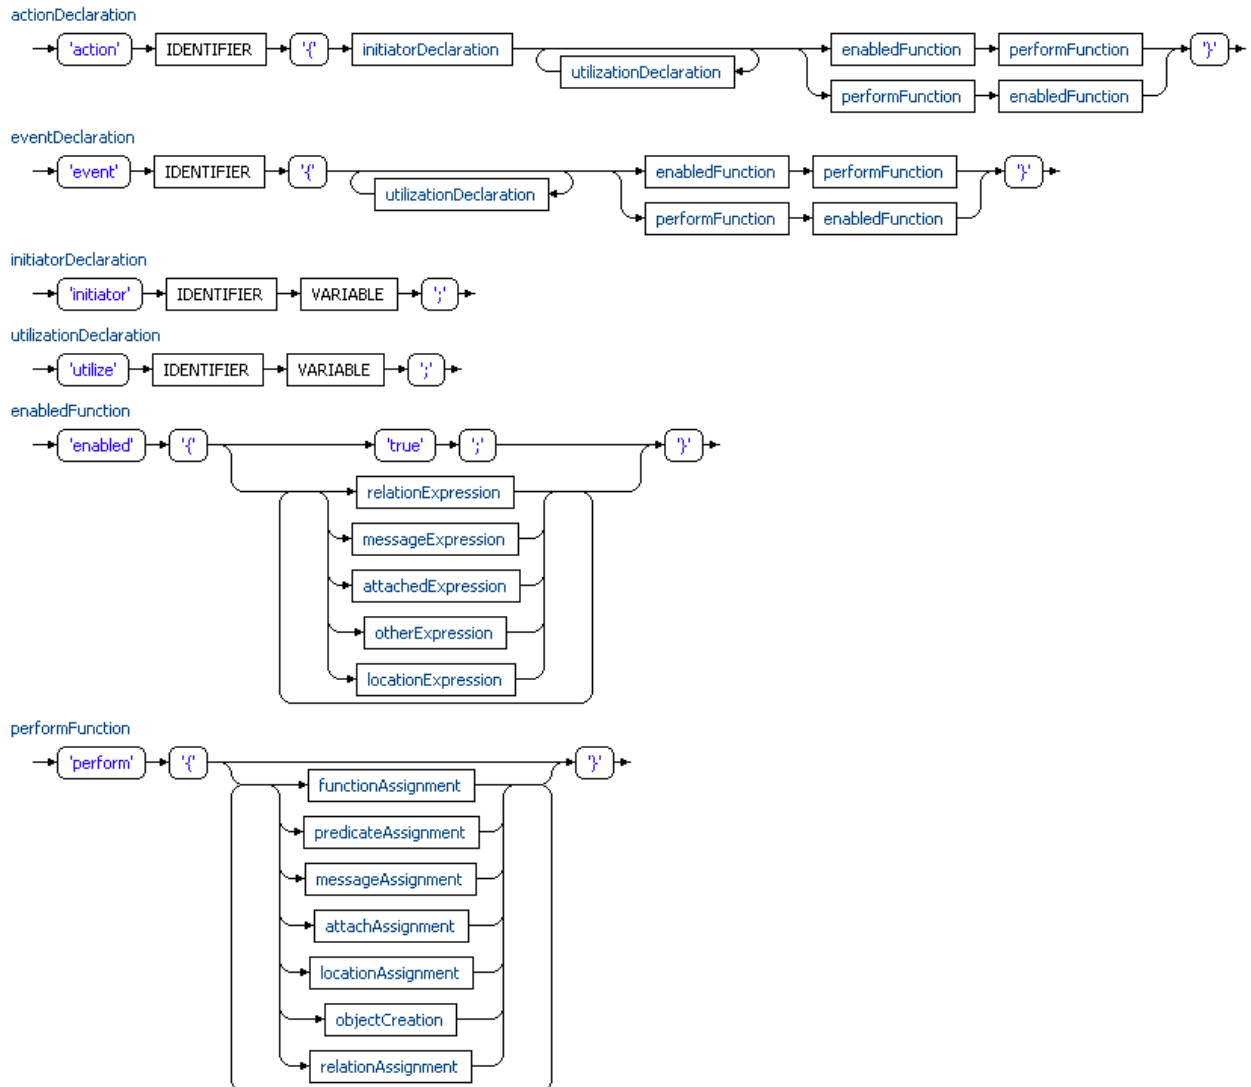 actionDeclaration
'action' IDENTIFIER '{' initiatorDeclaration enabledFunction performFunction '}'
utilizationDeclaration
performFunction enabledFunction
eventDeclaration
'event' IDENTIFIER '{' enabledFunction performFunction '}'
utilizationDeclaration
performFunction enabledFunction
initiatorDeclaration
'initiator' IDENTIFIER VARIABLE ';'
utilizationDeclaration
'utilize' IDENTIFIER VARIABLE ';'
enabledFunction
'enabled' '{' 'true' ';' '}'
relationExpression
messageExpression
attachedExpression
otherExpression
locationExpression
performFunction
'perform' '{' '}'
functionAssignment
predicateAssignment
messageAssignment
attachAssignment
locationAssignment
objectCreation
relationAssignment